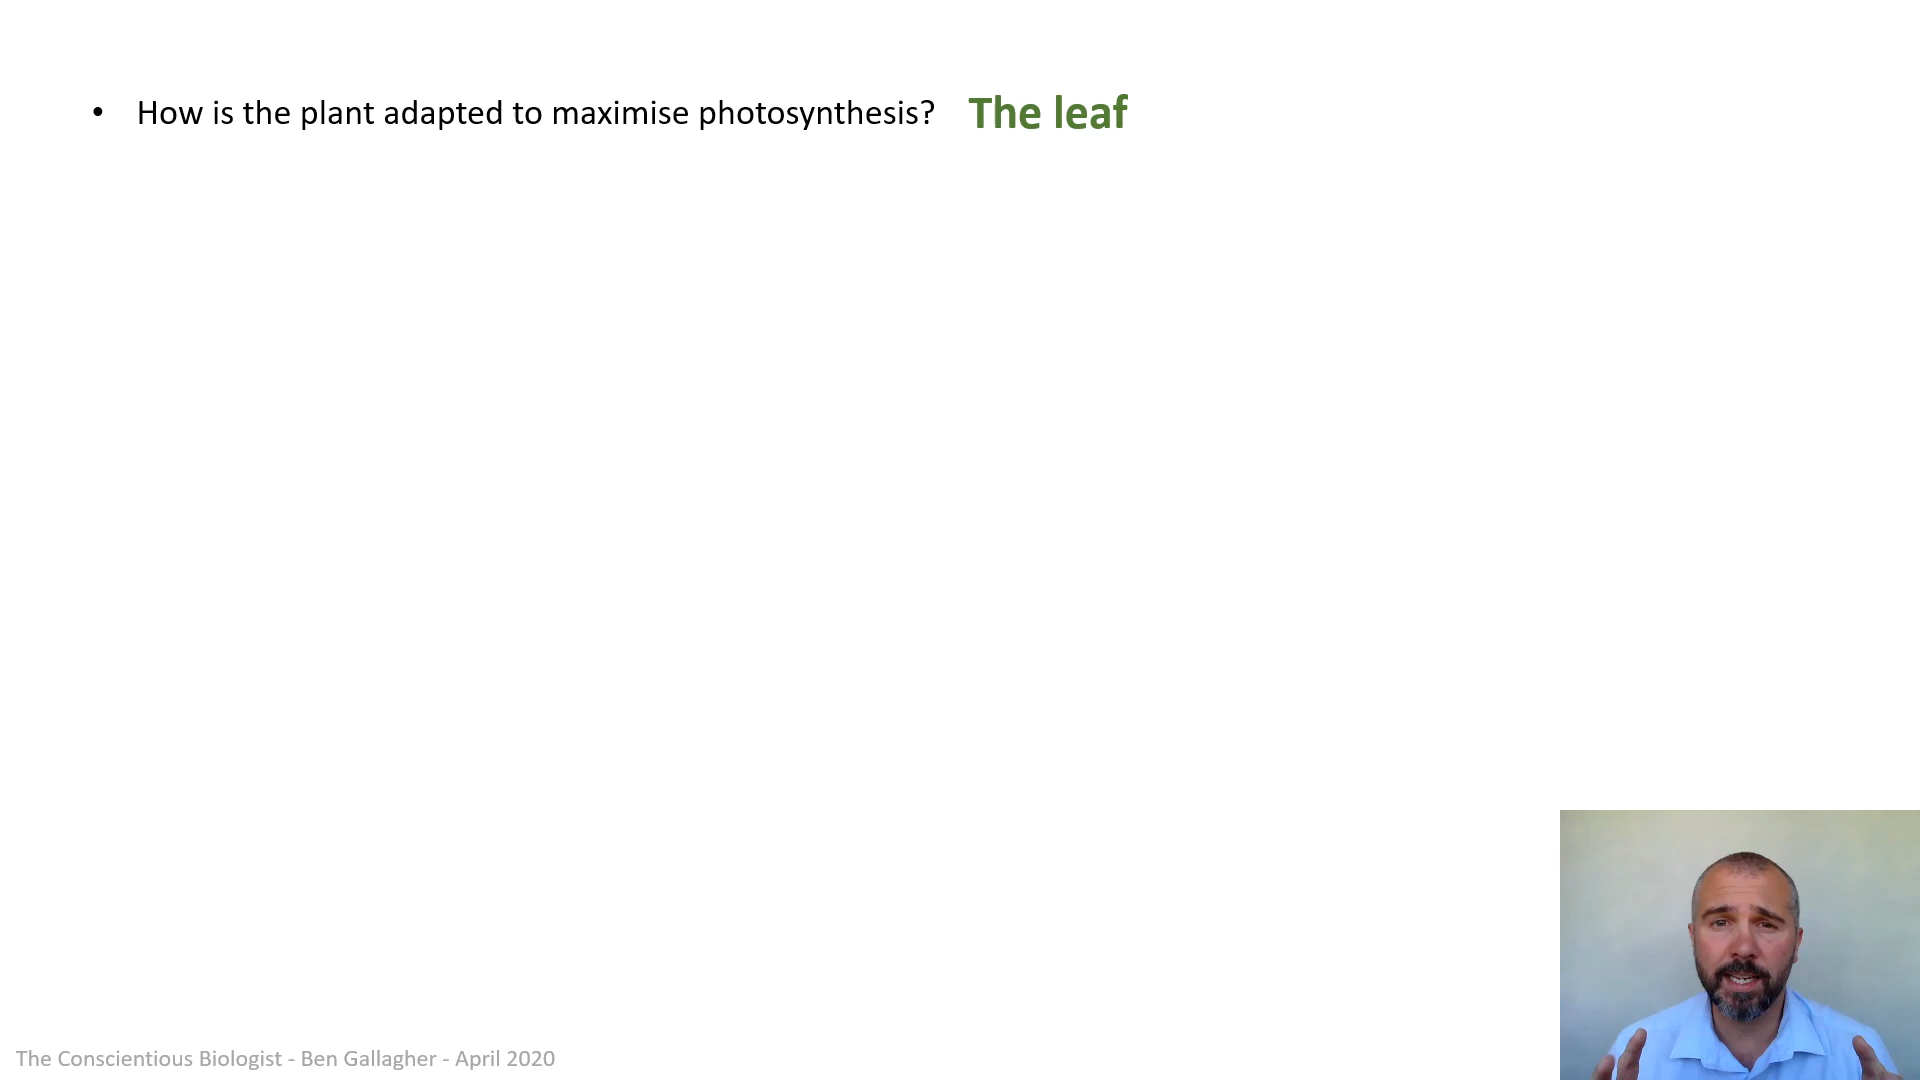 • How is the plant adapted to maximise photosynthesis? The leaf
The Conscientious Biologist - Ben Gallagher - April 2020